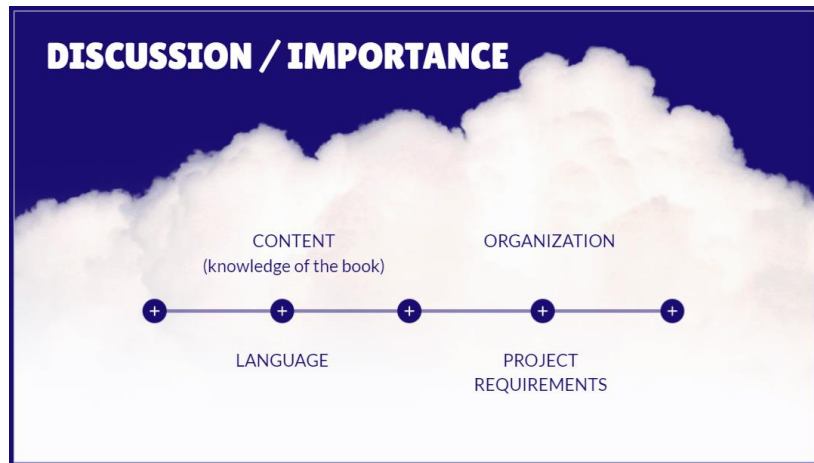 DISCUSSION / IMPORTANCE
CONTENT
(knowledge of the book)
ORGANIZATION
LANGUAGE
PROJECT
REQUIREMENTS